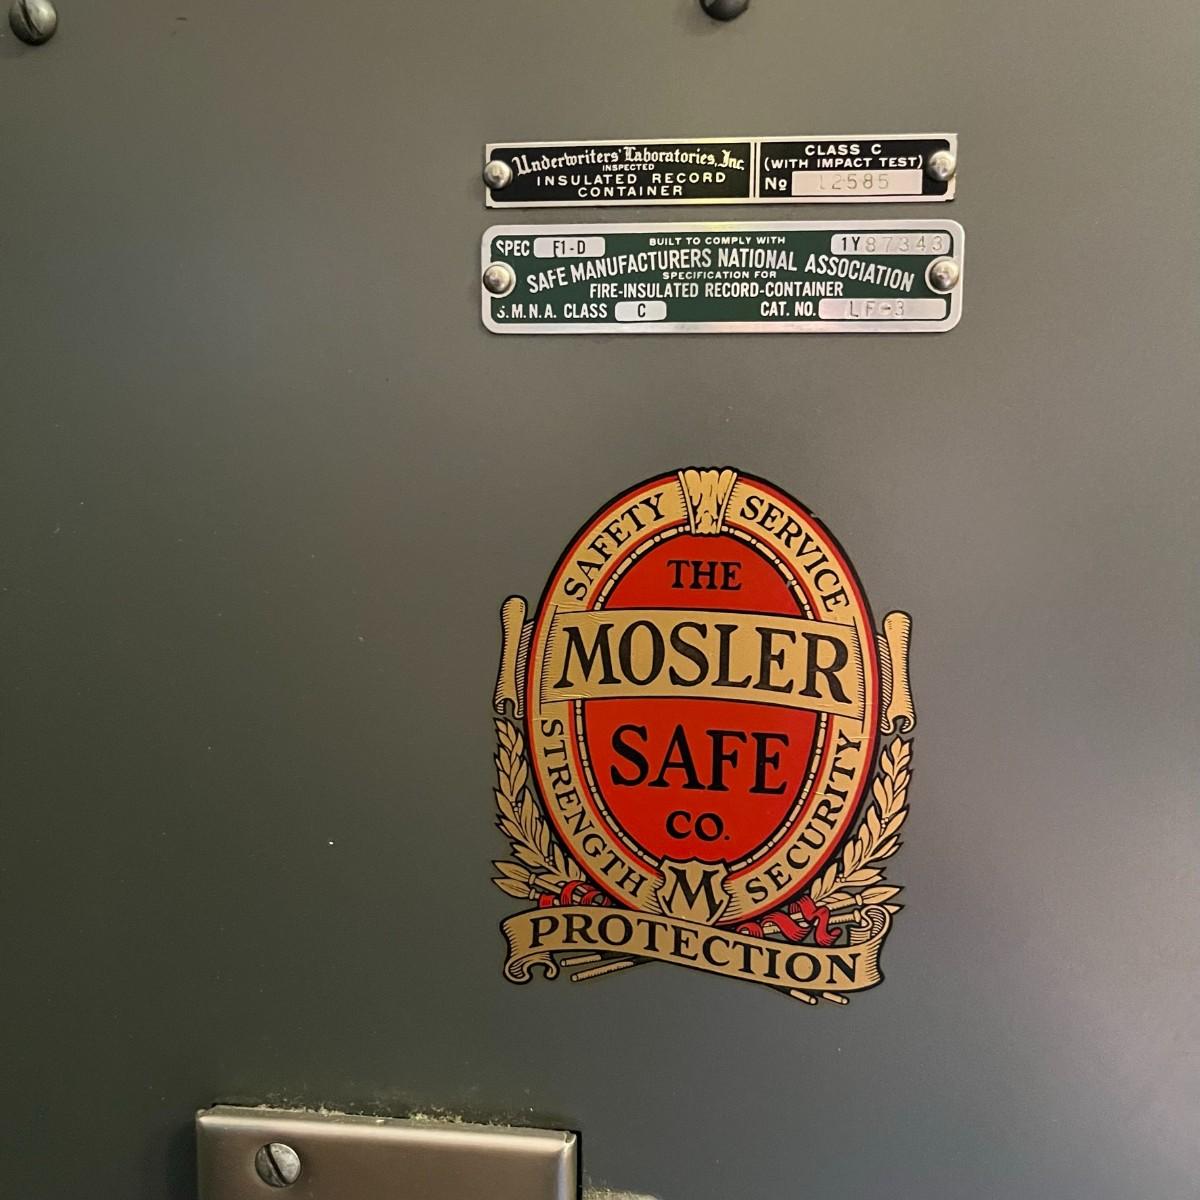 Underwriters' Laboratories, Inc.
INSPECTED
INSULATED RECORD
CONTAINER
CLASS C
(WITH IMPACT TEST)
No 12585
SPEC F1-D
BUILT TO COMPLY WITH
1Y87343
SAFE MANUFACTURERS NATIONAL ASSOCIATION
SPECIFICATION FOR
FIRE-INSULATED RECORD-CONTAINER
S.M.N.A. CLASS C
CAT. NO. LF-3
SAFETY SERVICE
THE
MOSLER
SAFE
CO.
STRENGTH SECURITY
M
PROTECTION